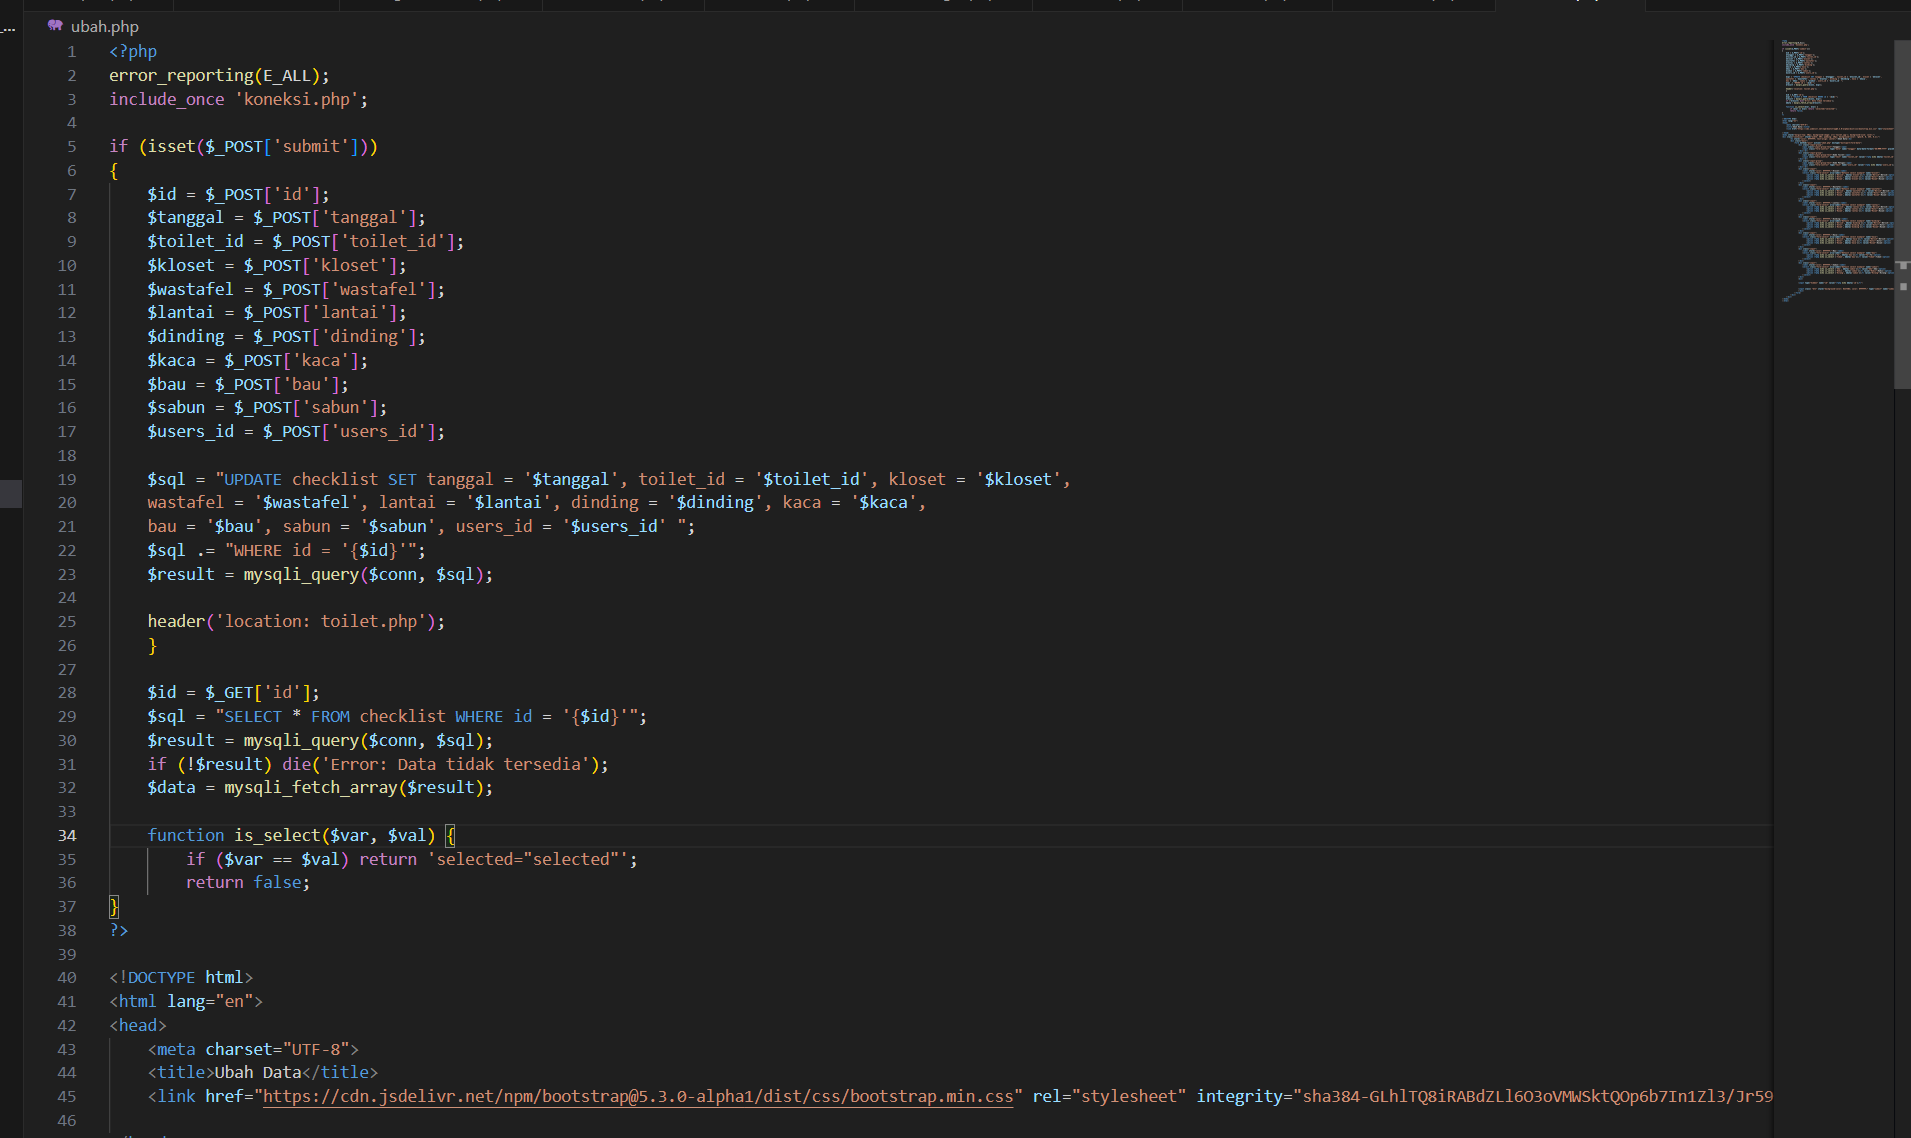 ubah.php
1 <?php
2 error_reporting(E_ALL);
3 include_once 'koneksi.php';
4
5 if (isset($_POST['submit']))
6 {
7 $id = $_POST['id'];
8 $tanggal = $_POST['tanggal'];
9 $toilet_id = $_POST['toilet_id'];
10 $kloset = $_POST['kloset'];
11 $wastafel = $_POST['wastafel'];
12 $lantai = $_POST['lantai'];
13 $dinding = $_POST['dinding'];
14 $kaca = $_POST['kaca'];
15 $bau = $_POST['bau'];
16 $sabun = $_POST['sabun'];
17 $users_id = $_POST['users_id'];
18
19 $sql = "UPDATE checklist SET tanggal = '$tanggal', toilet_id = '$toilet_id', kloset = '$kloset',
20 wastafel = '$wastafel', lantai = '$lantai', dinding = '$dinding', kaca = '$kaca',
21 bau = '$bau', sabun = '$sabun', users_id = '$users_id' ";
22 $sql .= "WHERE id = '{$id}'";
23 $result = mysqli_query($conn, $sql);
24
25 header('location: toilet.php');
26 }
27
28 $id = $_GET['id'];
29 $sql = "SELECT * FROM checklist WHERE id = '{$id}'";
30 $result = mysqli_query($conn, $sql);
31 if (!$result) die('Error: Data tidak tersedia');
32 $data = mysqli_fetch_array($result);
33
34 function is_select($var, $val) {
35 if ($var == $val) return 'selected="selected"';
36 return false;
37 }
38 ?>
39
40 <!DOCTYPE html>
41 <html lang="en">
42 <head>
43 <meta charset="UTF-8">
44 <title>Ubah Data</title>
45 <link href="https://cdn.jsdelivr.net/npm/bootstrap@5.3.0-alpha1/dist/css/bootstrap.min.css" rel="stylesheet" integrity="sha384-GLhlTQ8iRABdZLl6O3oVMWSktQOp6b7In1Zl3/Jr59
46